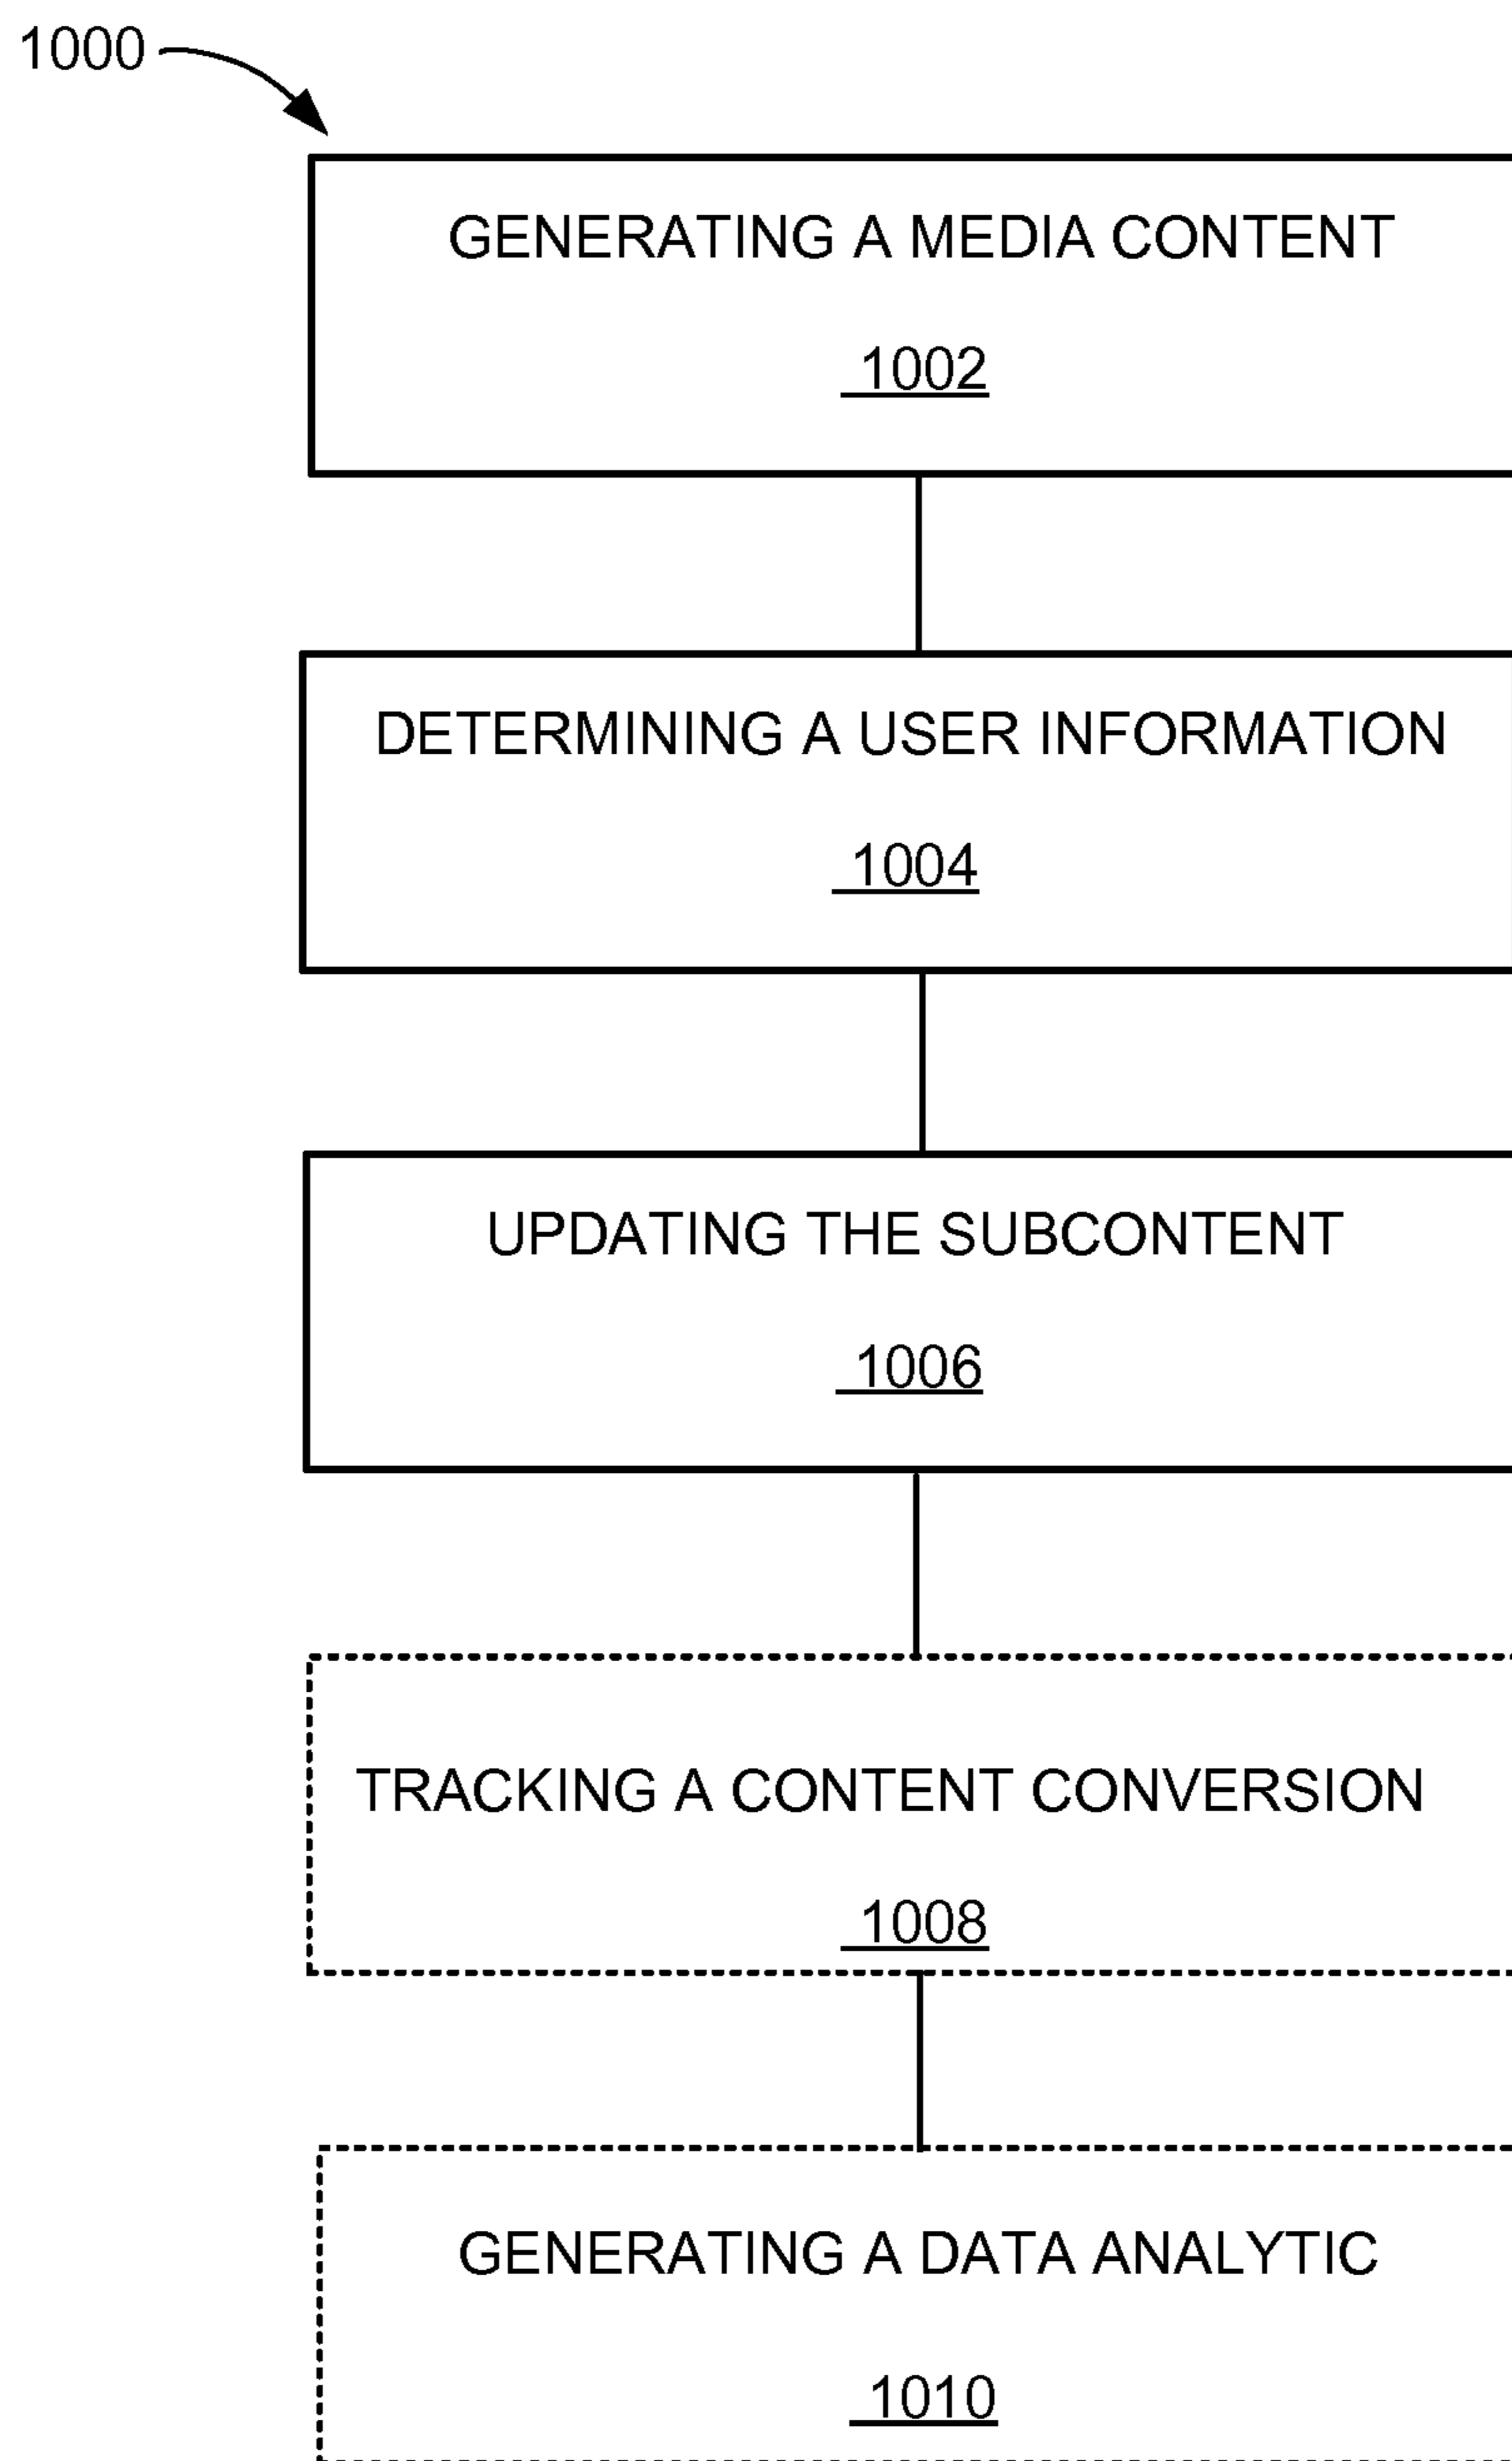 1000
GENERATING A MEDIA CONTENT
1002
DETERMINING A USER INFORMATION
1004
UPDATING THE SUBCONTENT
1006
TRACKING A CONTENT CONVERSION
1008
GENERATING A DATA ANALYTIC
1010